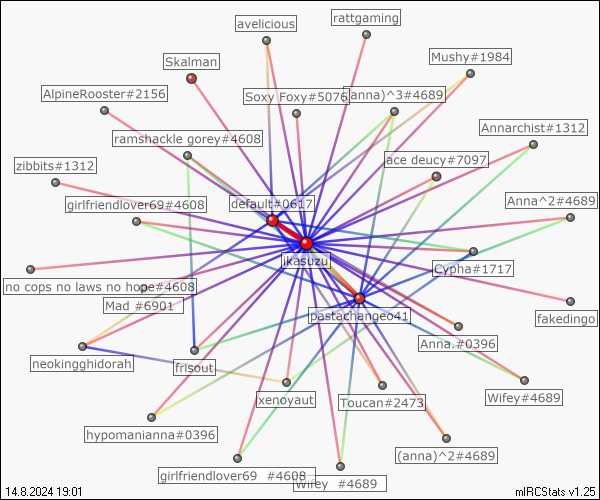 rattgaming
avelicious
Mushy#1984
Skalman
AlpineRooster#2156
Soxy Foxy#5076
(anna)^3#4689
Annarchist#1312
ramshackle gorey#4608
ace deucy#7097
zibbits#1312
Anna^2#4689
girlfriendlover69#4608
default#0617
jkasuzu
Cypha#1717
no cops no laws no hope#4608
Mad #6901
pastachangeo41
fakedingo
Anna.#0396
neokingghidorah
frisout
xenoyaut
Toucan#2473
Wifey#4689
hypomanianna#0396
(anna)^2#4689
girlfriendlover69 #4608
Wifey #4689
14.8.2024 19:01
mIRCStats v1.25